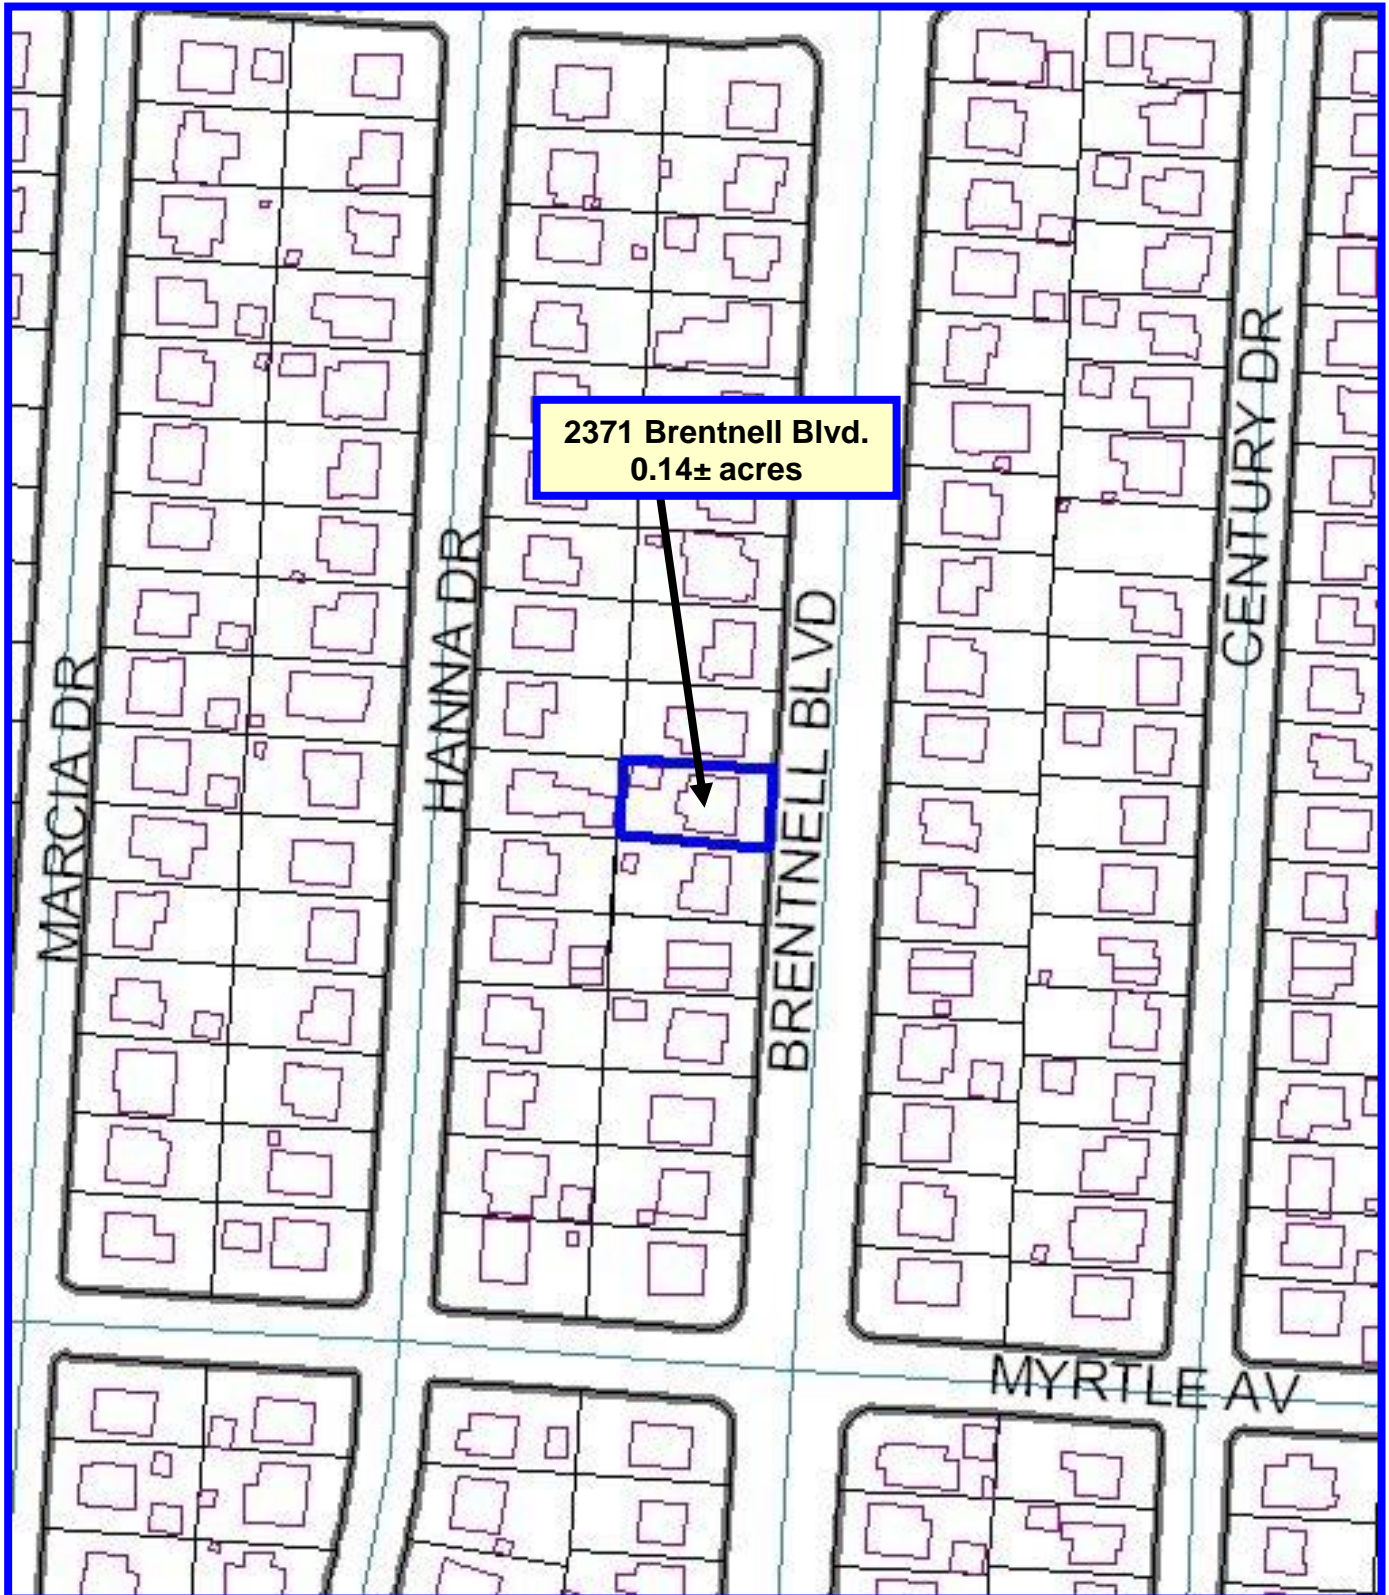 2371 Brentnell Blvd.
0.14± acres
CENTURY DR
HANNA DR
BRENTNELL BLVD
MARCIA DR
MYRTLE AV